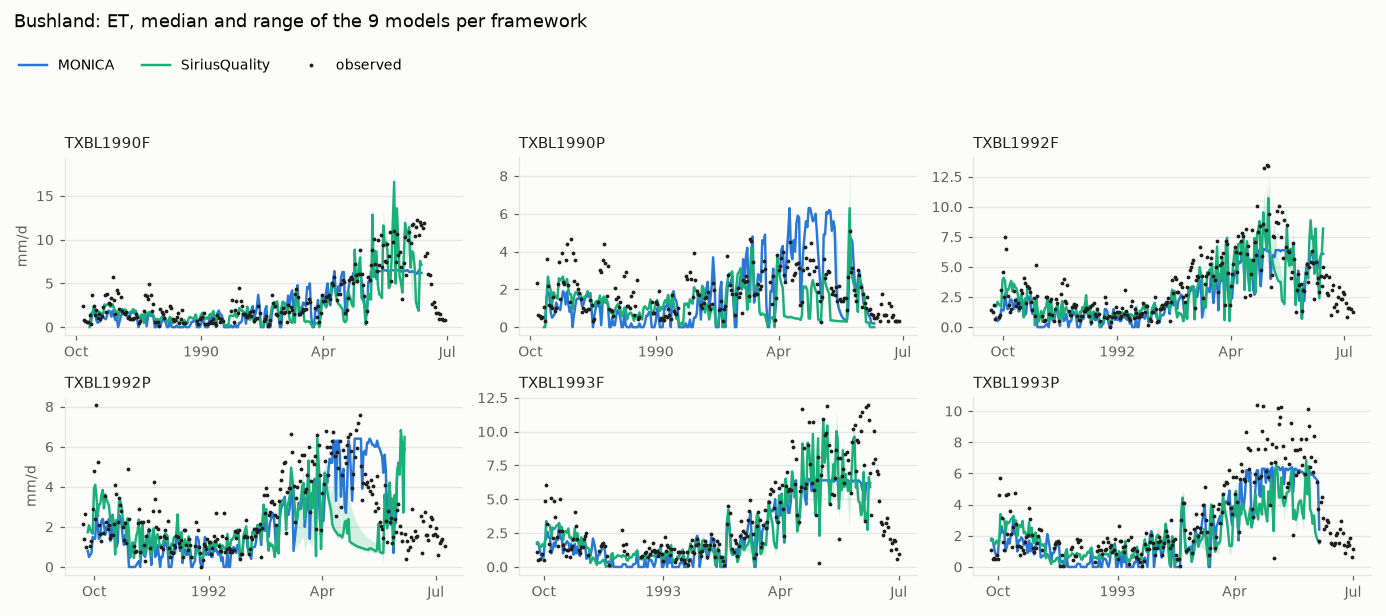 Bushland: ET, median and range of the 9 models per framework
MONICA SiriusQuality observed
TXBL1990F TXBL1990P TXBL1992F
mm/d
15
10
5
0
Oct 1990 Apr Jul
8
6
4
2
0
Oct 1990 Apr Jul
12.5
10.0
7.5
5.0
2.5
0.0
Oct 1992 Apr Jul
TXBL1992P TXBL1993F TXBL1993P
mm/d
8
6
4
2
0
Oct 1992 Apr Jul
12.5
10.0
7.5
5.0
2.5
0.0
Oct 1993 Apr Jul
10
8
6
4
2
0
Oct 1993 Apr Jul